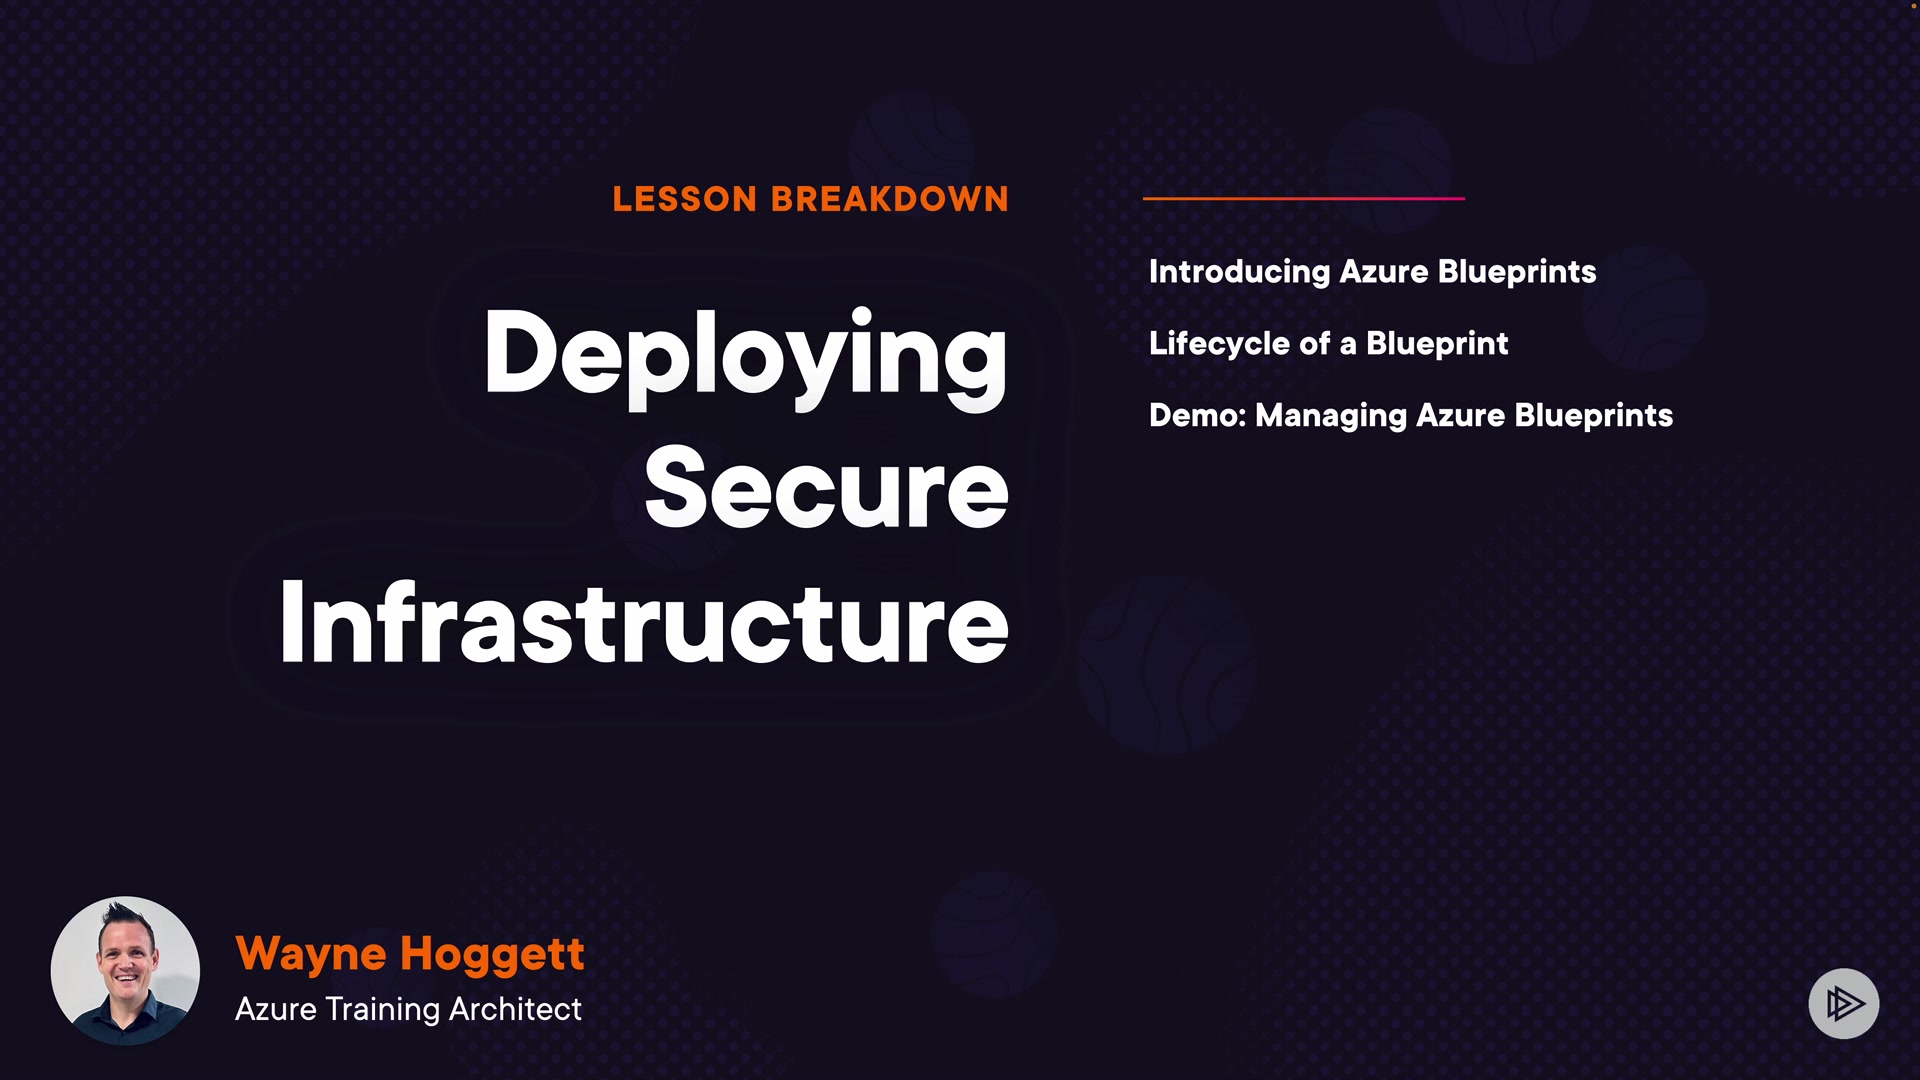 LESSON BREAKDOWN
Deploying
Secure
Infrastructure
Introducing Azure Blueprints
Lifecycle of a Blueprint
Demo: Managing Azure Blueprints
Wayne Hoggett
Azure Training Architect